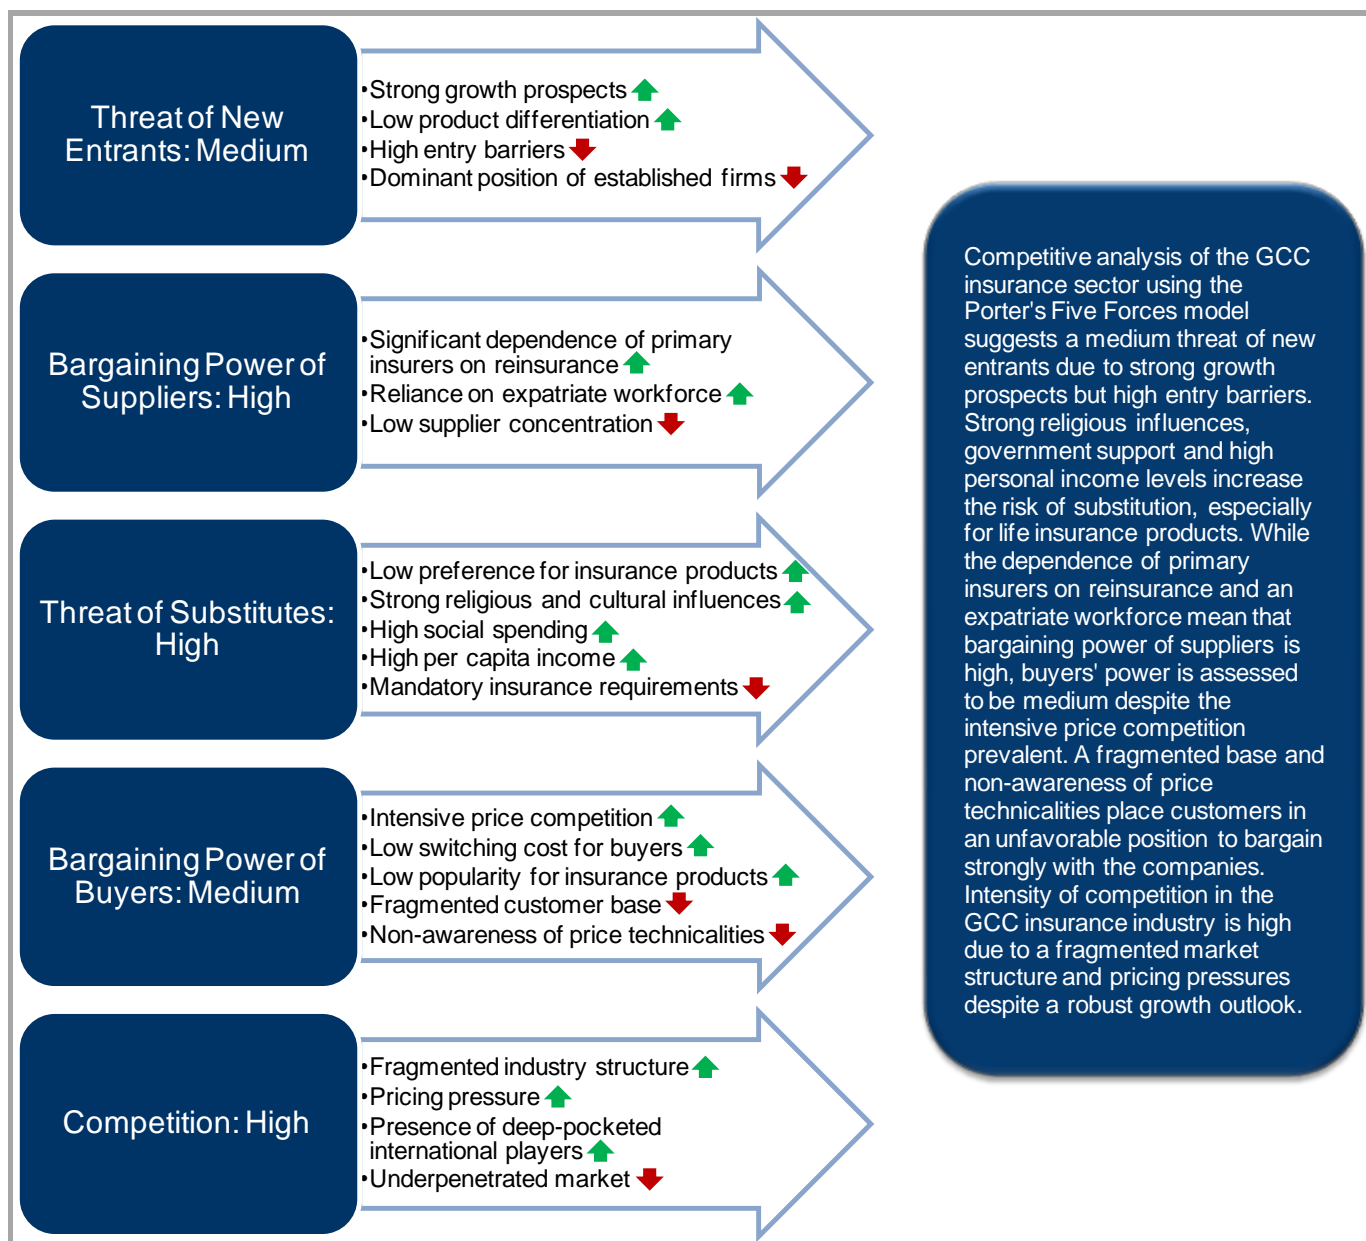 Threat of New
Entrants: Medium
•Strong growth prospects
•Low product differentiation
•High entry barriers
•Dominant position of established firms
Bargaining Power of
Suppliers: High
•Significant dependence of primary
insurers on reinsurance
•Reliance on expatriate workforce
•Low supplier concentration
Threat of Substitutes:
High
•Low preference for insurance products
•Strong religious and cultural influences
•High social spending
•High per capita income
•Mandatory insurance requirements
Bargaining Power of
Buyers: Medium
•Intensive price competition
•Low switching cost for buyers
•Low popularity for insurance products
•Fragmented customer base
•Non-awareness of price technicalities
Competition: High
•Fragmented industry structure
•Pricing pressure
•Presence of deep-pocketed
international players
•Underpenetrated market
Competitive analysis of the GCC
insurance sector using the
Porter's Five Forces model
suggests a medium threat of new
entrants due to strong growth
prospects but high entry barriers.
Strong religious influences,
government support and high
personal income levels increase
the risk of substitution, especially
for life insurance products. While
the dependence of primary
insurers on reinsurance and an
expatriate workforce mean that
bargaining power of suppliers is
high, buyers' power is assessed
to be medium despite the
intensive price competition
prevalent. A fragmented base and
non-awareness of price
technicalities place customers in
an unfavorable position to bargain
strongly with the companies.
Intensity of competition in the
GCC insurance industry is high
due to a fragmented market
structure and pricing pressures
despite a robust growth outlook.